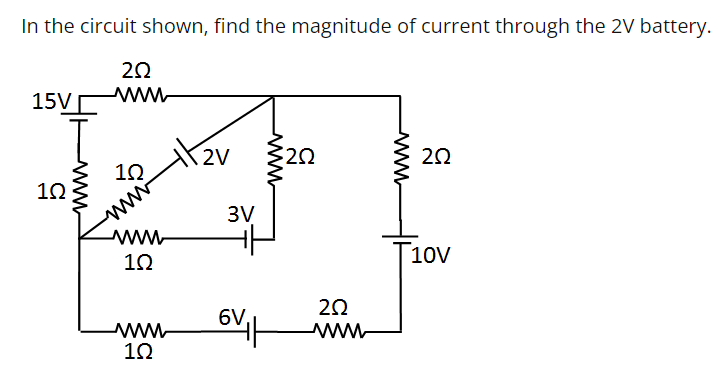 In the circuit shown, find the magnitude of current through the 2V battery.
2Ω
15V
2V
2Ω
2Ω
1Ω
1Ω
3V
1Ω
10V
6V
2Ω
1Ω